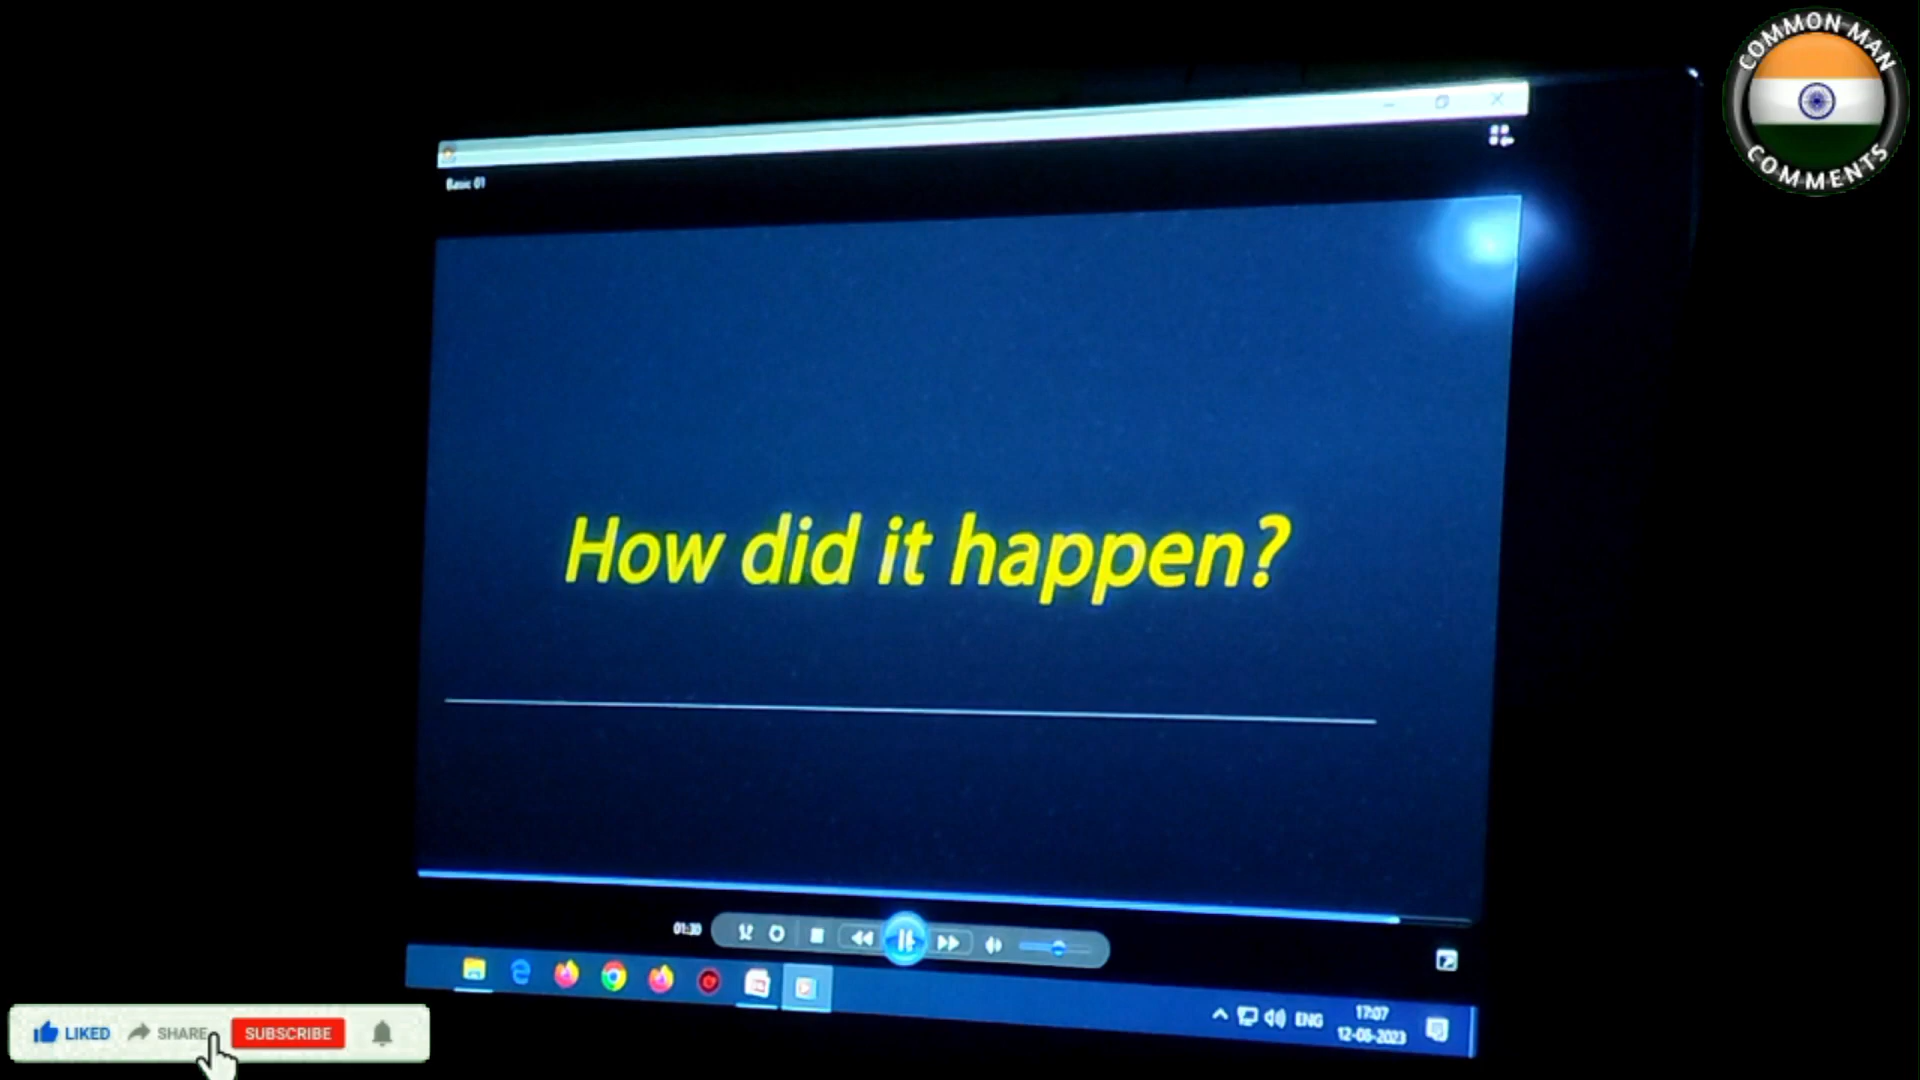 COMMON MAN
COMMENTS
Basic 01
How did it happen?
01:30
ENG
17:07
12-06-2023
LIKED
SHARE
SUBSCRIBE